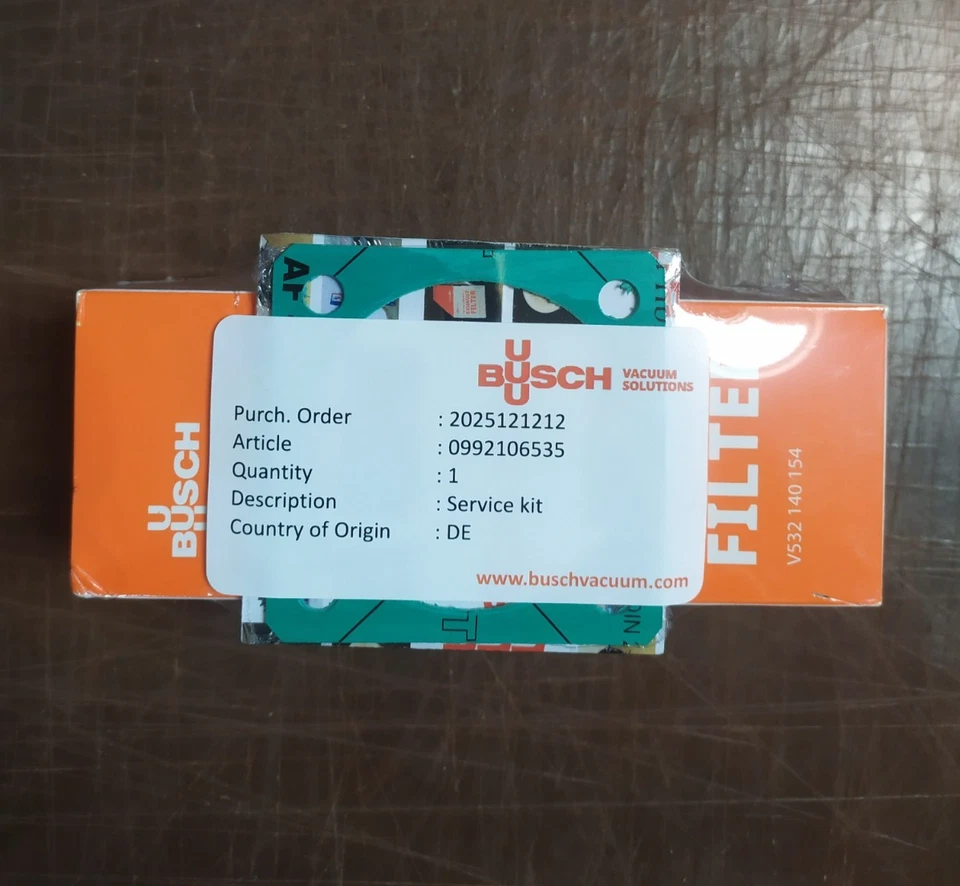 BUSCH
VACUUM
SOLUTIONS
Purch. Order : 2025121212
Article : 0992106535
Quantity : 1
Description : Service kit
Country of Origin : DE
www.buschvacuum.com
BUSCH
FILTE
V532 140 154
FILTER